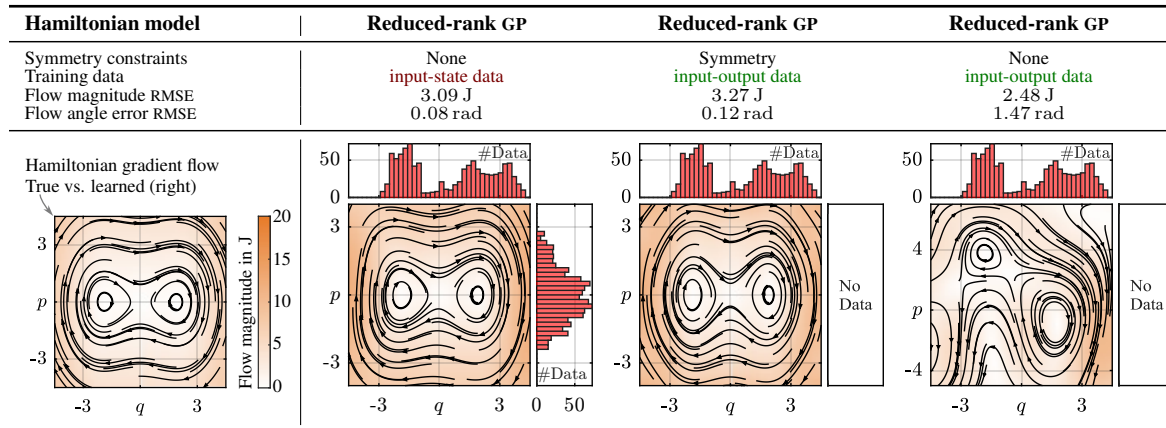 Hamiltonian model Reduced-rank GP Reduced-rank GP Reduced-rank GP
Symmetry constraints None Symmetry None
Training data input-state data input-output data input-output data
Flow magnitude RMSE 3.09 J 3.27 J 2.48 J
Flow angle error RMSE 0.08 rad 0.12 rad 1.47 rad
Hamiltonian gradient flow
True vs. learned (right)
3
p
-3
-3 q 3
20
15
10
5
0
Flow magnitude in J
#Data
50
0
3
p
-3
-3 q 3
#Data
0 50
#Data
50
0
3
p
-3
-3 q 3
No
Data
#Data
50
0
4
p
-4
-3 q 3
No
Data